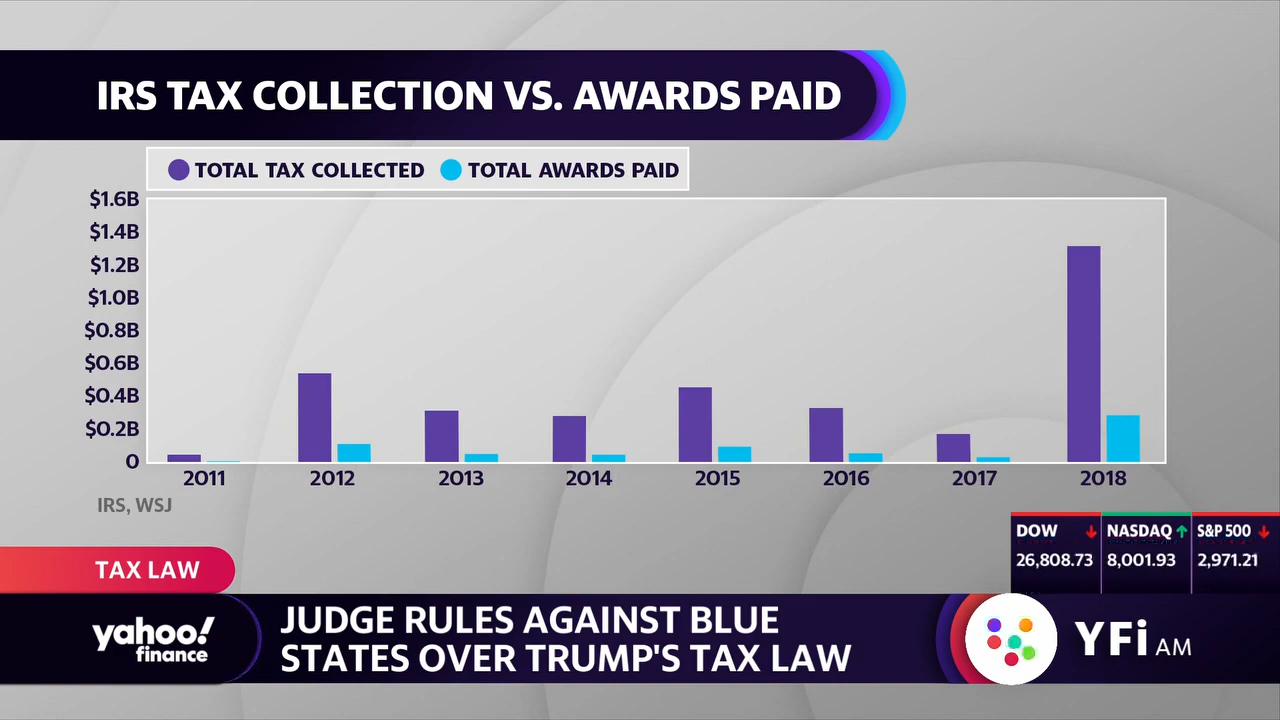 IRS TAX COLLECTION VS. AWARDS PAID
TOTAL TAX COLLECTED TOTAL AWARDS PAID
$1.6B
$1.4B
$1.2B
$1.0B
$0.8B
$0.6B
$0.4B
$0.2B
0
2011 2012 2013 2014 2015 2016 2017 2018
IRS, WSJ
DOW NASDAQ S&P 500
26,808.73 8,001.93 2,971.21
TAX LAW
yahoo!
finance
JUDGE RULES AGAINST BLUE
STATES OVER TRUMP'S TAX LAW
YFi AM